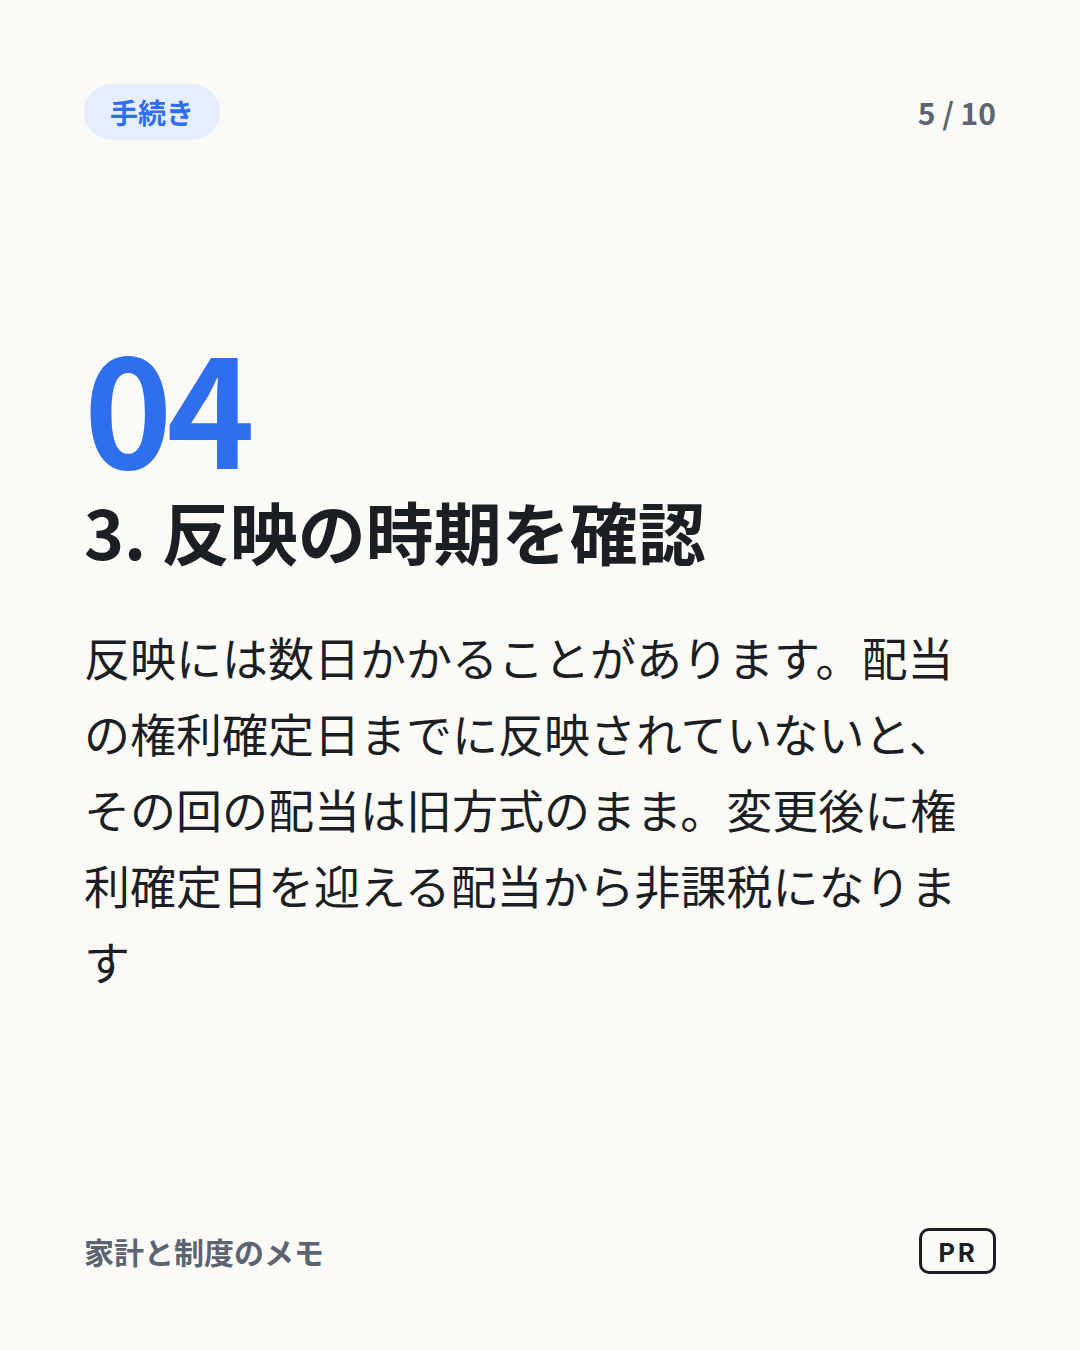 手続き
5 / 10
04
3. 反映の時期を確認
反映には数日かかることがあります。配当
の権利確定日までに反映されていないと、
その回の配当は旧方式のまま。変更後に権
利確定日を迎える配当から非課税になりま
す
家計と制度のメモ
PR